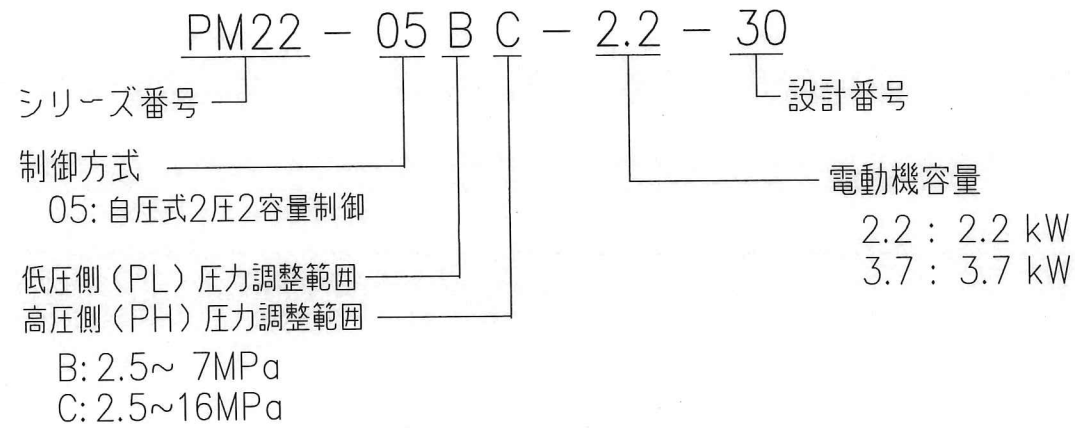 PM22 - 05 B C - 2.2 - 30
シリーズ番号
設計番号
制御方式
05: 自圧式2圧2容量制御
電動機容量
2.2 : 2.2 kW
3.7 : 3.7 kW
低圧側(PL)圧力調整範囲
高圧側(PH)圧力調整範囲
B: 2.5~ 7MPa
C: 2.5~16MPa